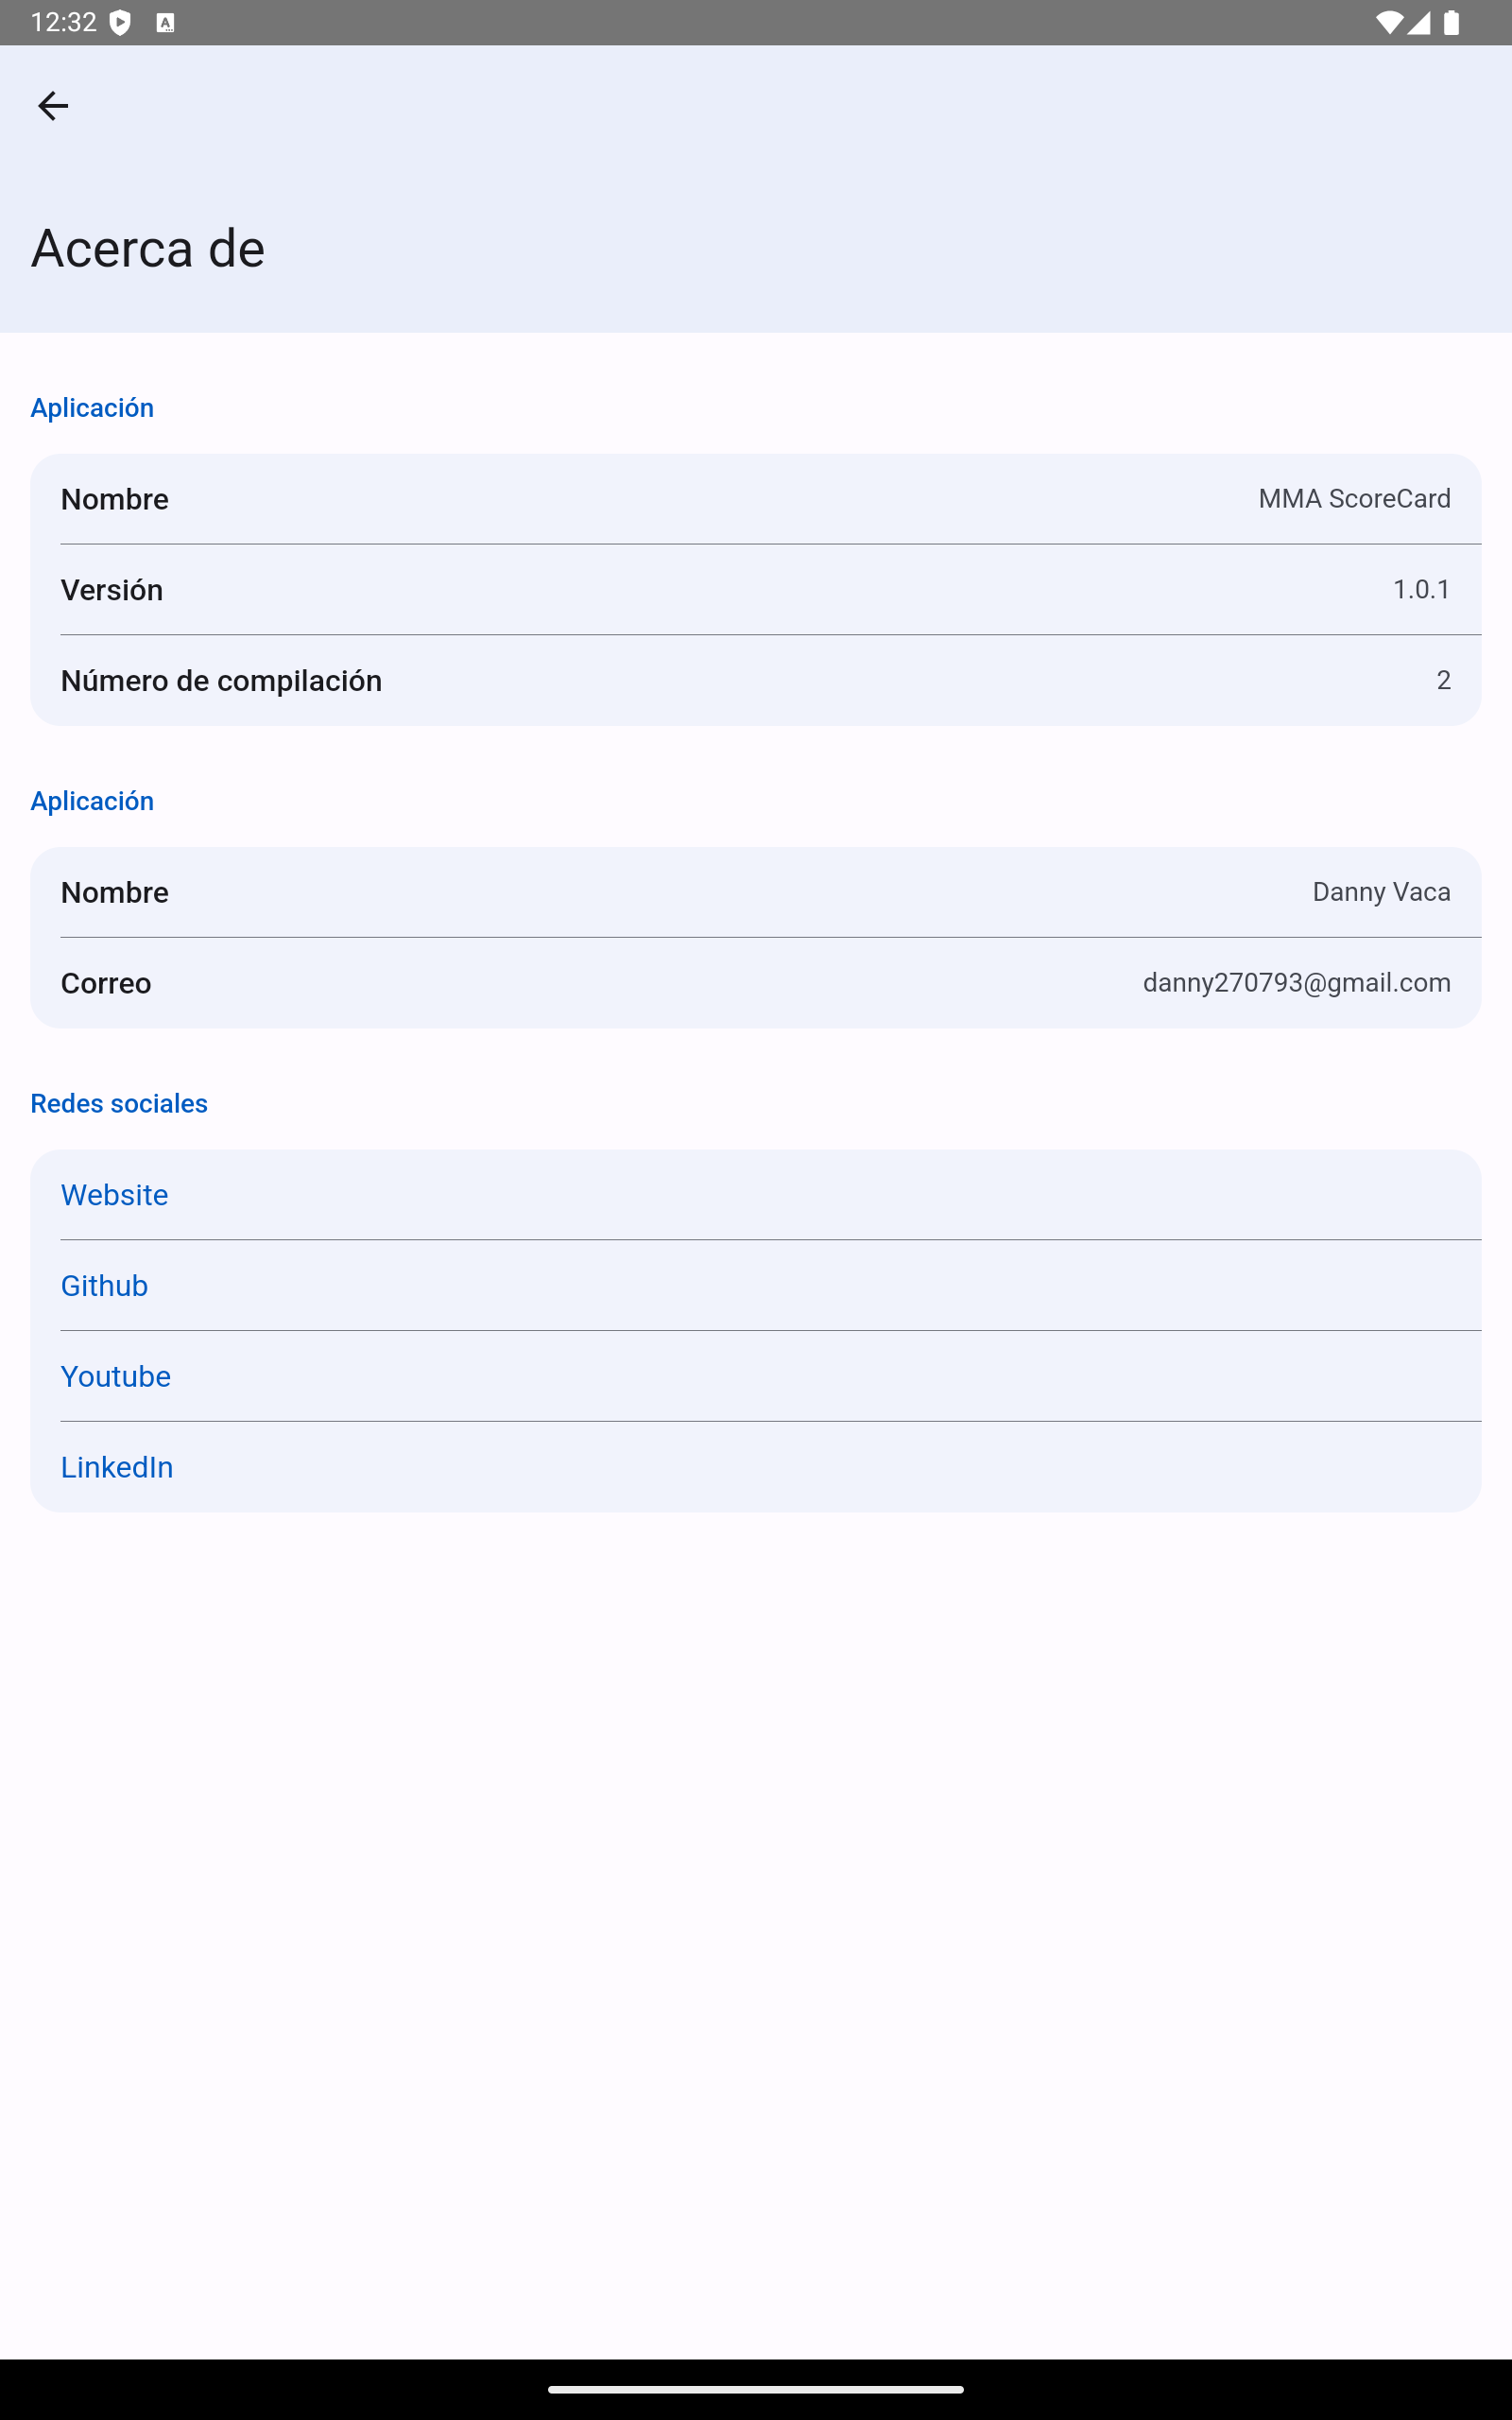 12:32
Acerca de
Aplicación
Nombre MMA ScoreCard
Versión 1.0.1
Número de compilación 2
Aplicación
Nombre Danny Vaca
Correo danny270793@gmail.com
Redes sociales
Website
Github
Youtube
LinkedIn